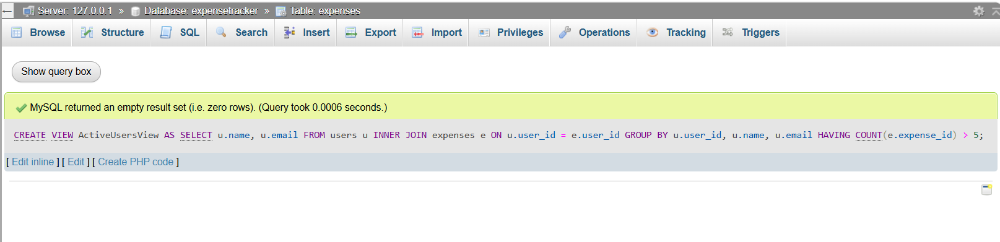 Server: 127.0.0.1 » Database: expensetracker » Table: expenses
Browse Structure SQL Search Insert Export Import Privileges Operations Tracking Triggers
Show query box
MySQL returned an empty result set (i.e. zero rows). (Query took 0.0006 seconds.)
CREATE VIEW ActiveUsersView AS SELECT u.name, u.email FROM users u INNER JOIN expenses e ON u.user_id = e.user_id GROUP BY u.user_id, u.name, u.email HAVING COUNT(e.expense_id) > 5;
[ Edit inline ] [ Edit ] [ Create PHP code ]